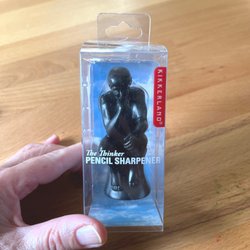 KIKKERLAND®
The Thinker
PENCIL SHARPENER